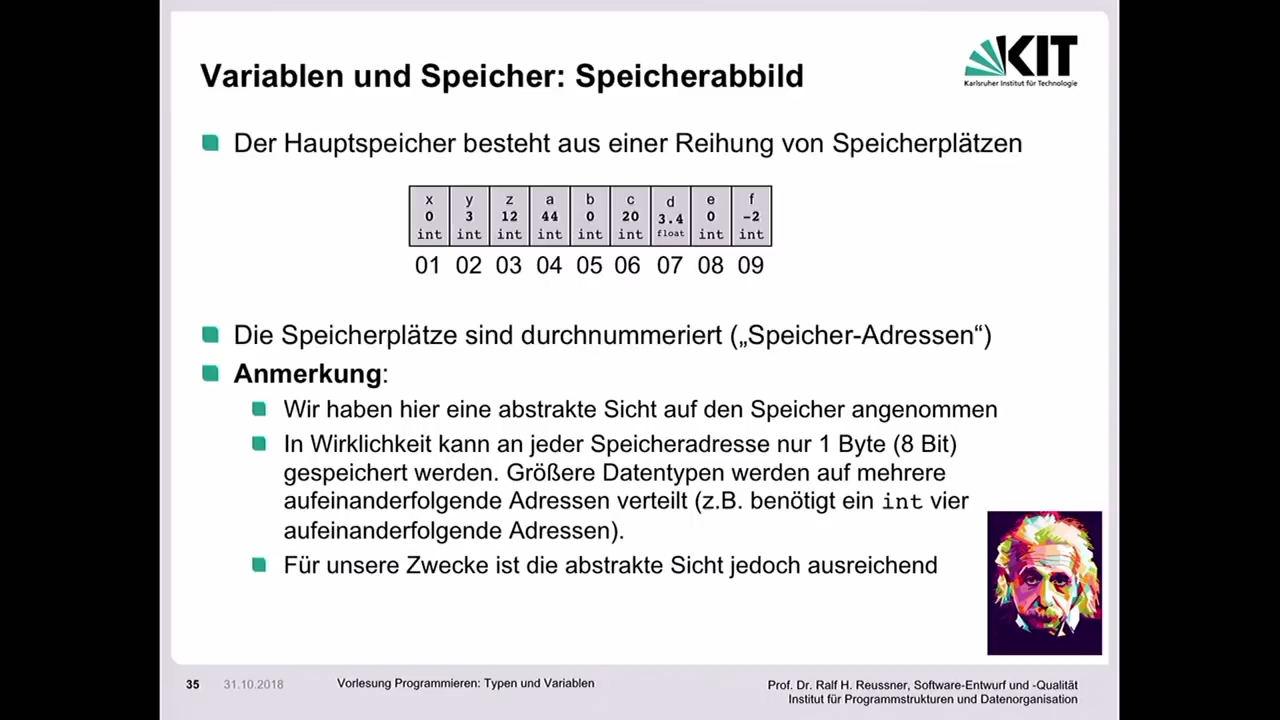 Variablen und Speicher: Speicherabbild
KIT
Karlsruher Institut für Technologie
Der Hauptspeicher besteht aus einer Reihung von Speicherplätzen
x y z a b c d e f
0 3 12 44 0 20 3.4 0 -2
int int int int int int float int int
01 02 03 04 05 06 07 08 09
Die Speicherplätze sind durchnummeriert („Speicher-Adressen“)
Anmerkung:
Wir haben hier eine abstrakte Sicht auf den Speicher angenommen
In Wirklichkeit kann an jeder Speicheradresse nur 1 Byte (8 Bit)
gespeichert werden. Größere Datentypen werden auf mehrere
aufeinanderfolgende Adressen verteilt (z.B. benötigt ein int vier
aufeinanderfolgende Adressen).
Für unsere Zwecke ist die abstrakte Sicht jedoch ausreichend
35 31.10.2018 Vorlesung Programmieren: Typen und Variablen
Prof. Dr. Ralf H. Reussner, Software-Entwurf und -Qualität
Institut für Programmstrukturen und Datenorganisation